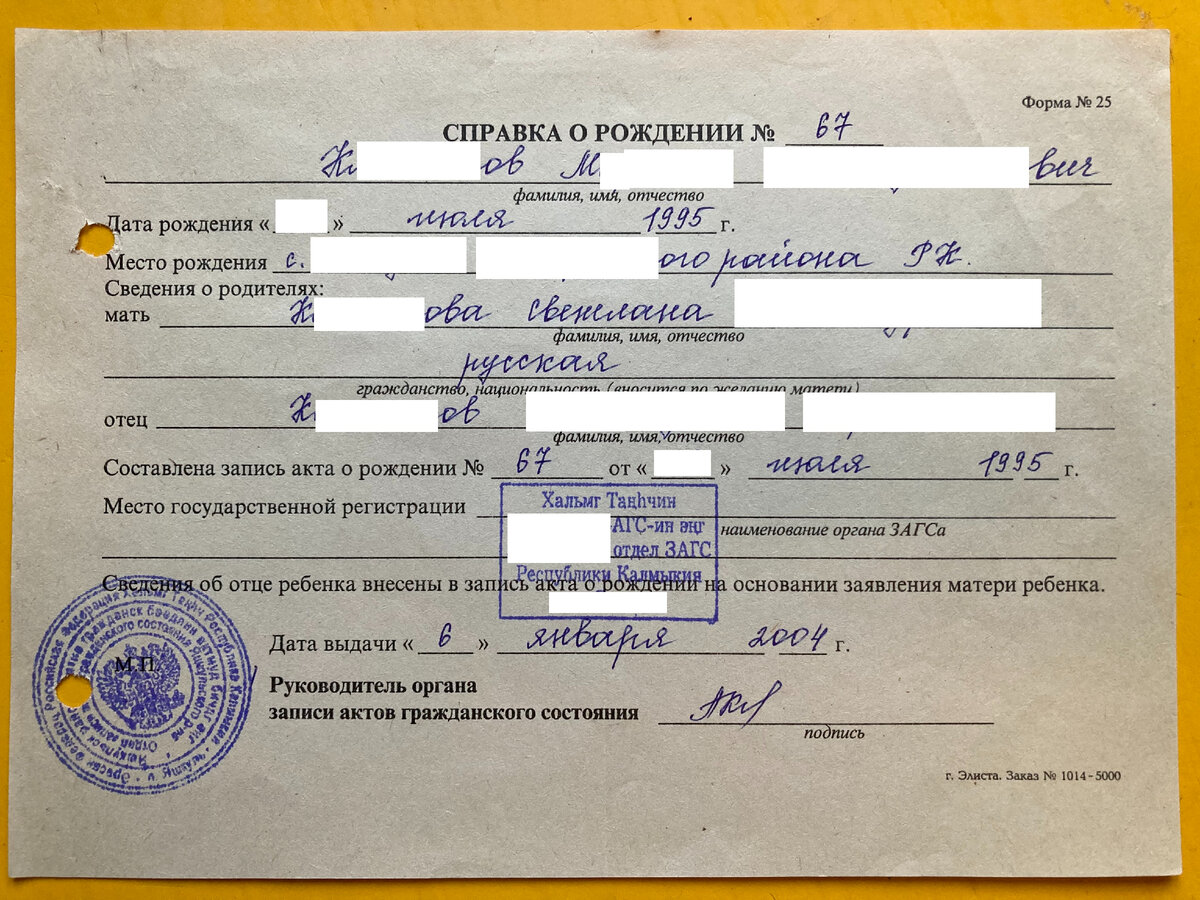 Форма № 25
СПРАВКА О РОЖДЕНИИ № 67
ов М вич
фамилия, имя, отчество
Дата рождения « » июля 1995 г.
Место рождения с. ого района РК.
Сведения о родителях:
мать К ова Светлана
фамилия, имя, отчество
русская
гражданство, национальность (вносится по желанию матери)
отец К ов
фамилия, имя, отчество
Составлена запись акта о рождении № 67 от « » июля 1995 г.
Хальмг Таңһчин
Место государственной регистрации
АГС-ин әңг
наименование органа ЗАГСа
отдел ЗАГС
Республики Калмыкия
Сведения об отце ребенка внесены в запись акта о рождении на основании заявления матери ребенка.
Дата выдачи « 6 » января 2004 г.
М.П.
Руководитель органа
записи актов гражданского состояния
подпись
г. Элиста. Заказ № 1014-5000